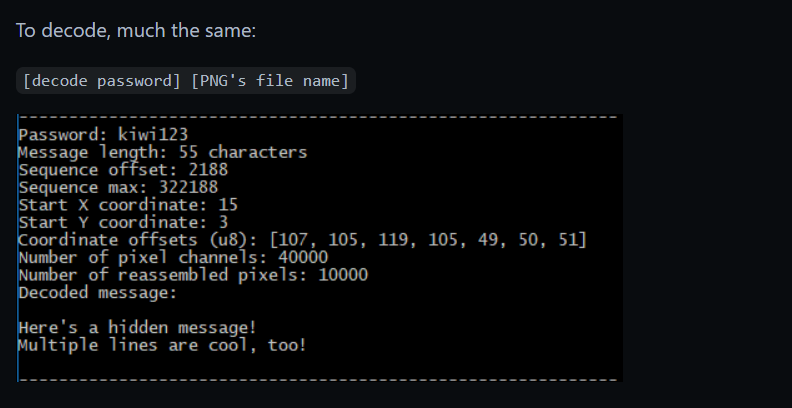 To decode, much the same:
[decode password] [PNG's file name]
------------------------------------------------------------
Password: kiwi123
Message length: 55 characters
Sequence offset: 2188
Sequence max: 322188
Start X coordinate: 15
Start Y coordinate: 3
Coordinate offsets (u8): [107, 105, 119, 105, 49, 50, 51]
Number of pixel channels: 40000
Number of reassembled pixels: 10000
Decoded message:
Here's a hidden message!
Multiple lines are cool, too!
------------------------------------------------------------